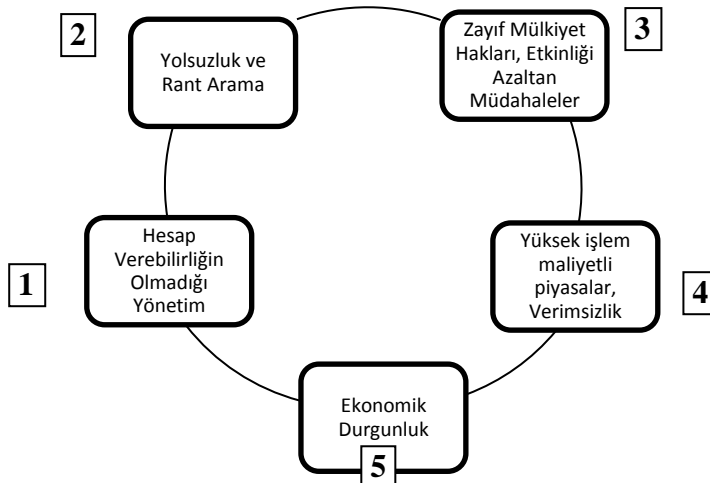 2
Yolsuzluk ve
Rant Arama
3
Zayıf Mülkiyet
Hakları, Etkinliği
Azaltan
Müdahaleler
1
Hesap
Verebilirliğin
Olmadığı
Yönetim
Yüksek işlem
maliyetli
piyasalar,
Verimsizlik
4
Ekonomik
Durgunluk
5